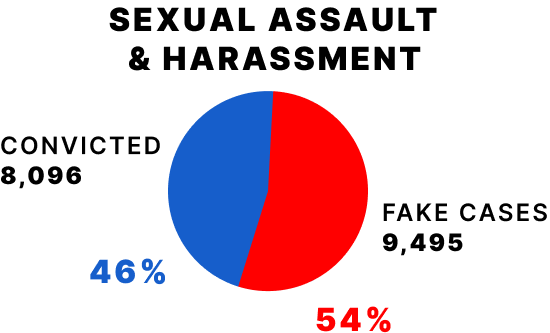 SEXUAL ASSAULT
& HARASSMENT
CONVICTED
8,096
FAKE CASES
9,495
46%
54%